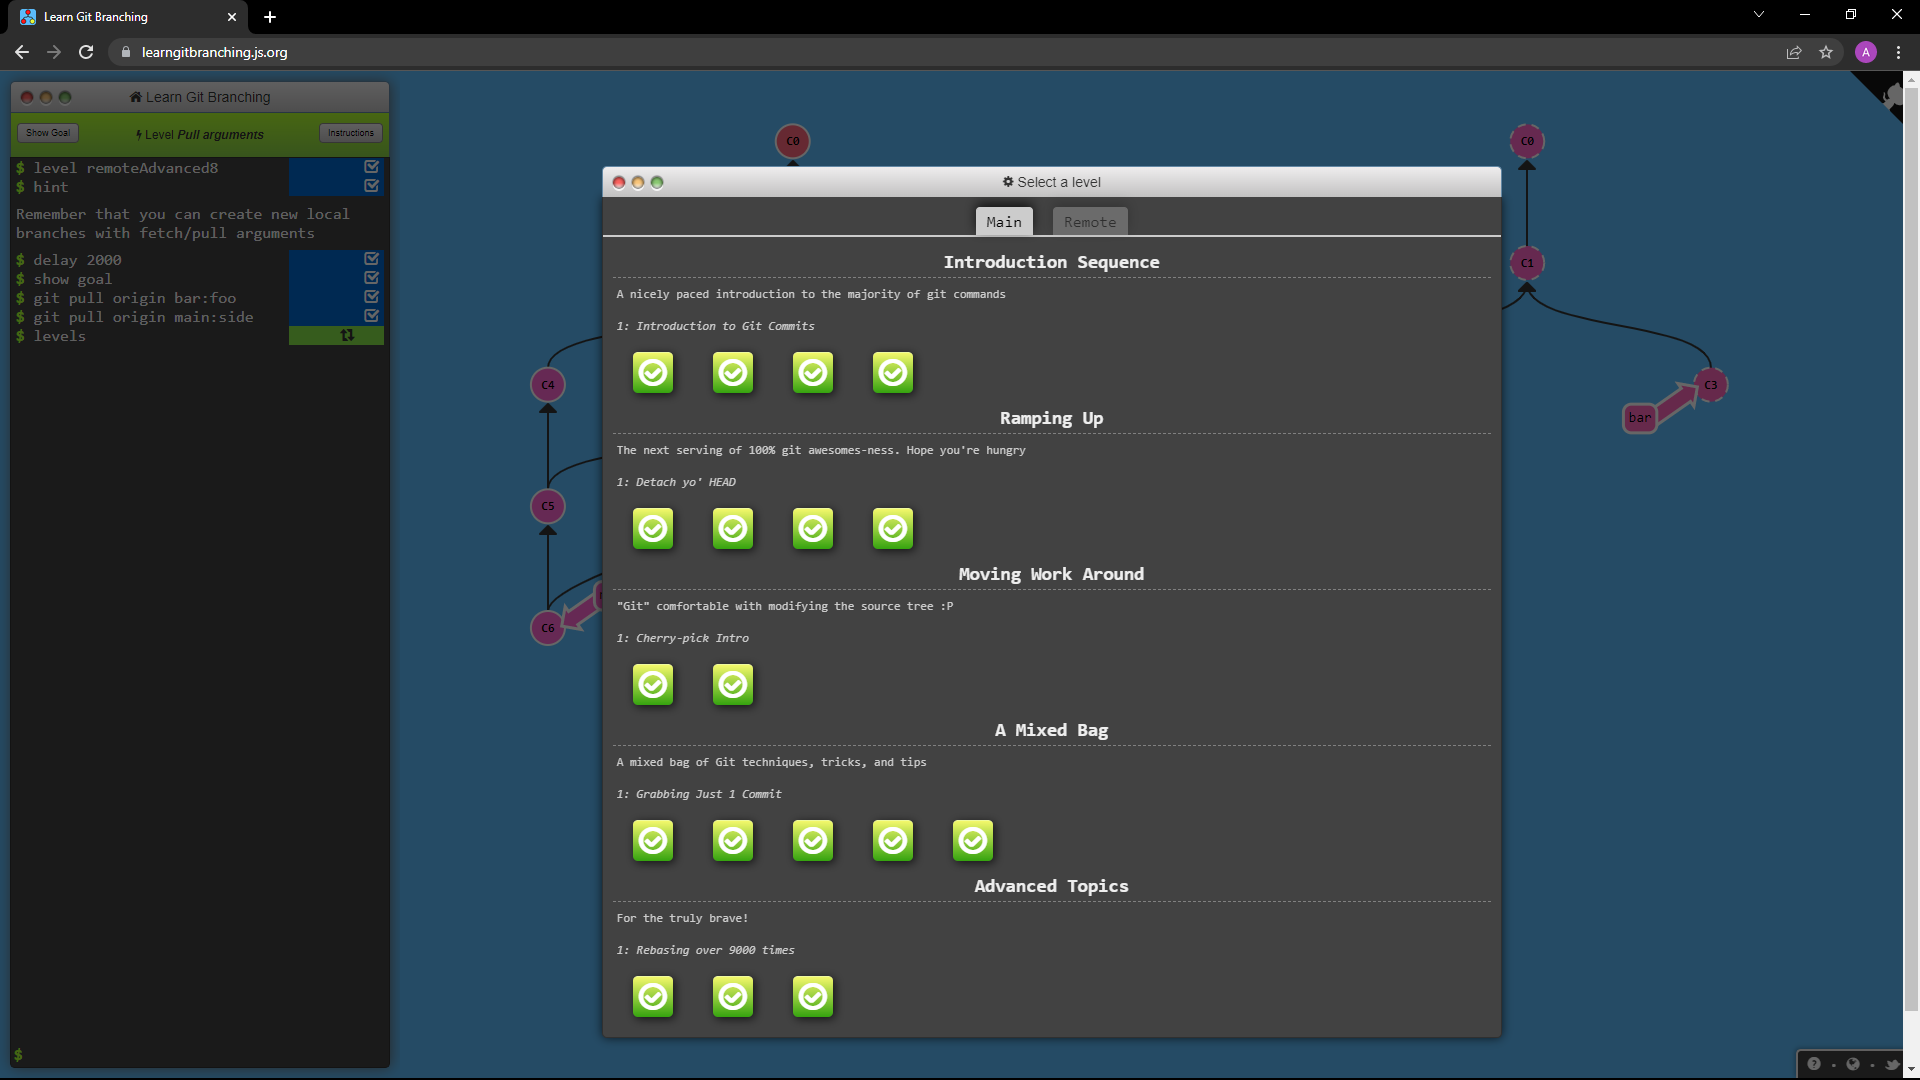 Learn Git Branching
learngitbranching.js.org
A
Learn Git Branching
Show Goal
Level Pull arguments
Instructions
$ level remoteAdvanced8
$ hint
Remember that you can create new local
branches with fetch/pull arguments
$ delay 2000
$ show goal
$ git pull origin bar:foo
$ git pull origin main:side
$ levels
$
C0
C4
C5
C6
Select a level
Main
Remote
Introduction Sequence
A nicely paced introduction to the majority of git commands
1: Introduction to Git Commits
Ramping Up
The next serving of 100% git awesomes-ness. Hope you're hungry
1: Detach yo' HEAD
Moving Work Around
"Git" comfortable with modifying the source tree :P
1: Cherry-pick Intro
A Mixed Bag
A mixed bag of Git techniques, tricks, and tips
1: Grabbing Just 1 Commit
Advanced Topics
For the truly brave!
1: Rebasing over 9000 times
C0
C1
C3
bar